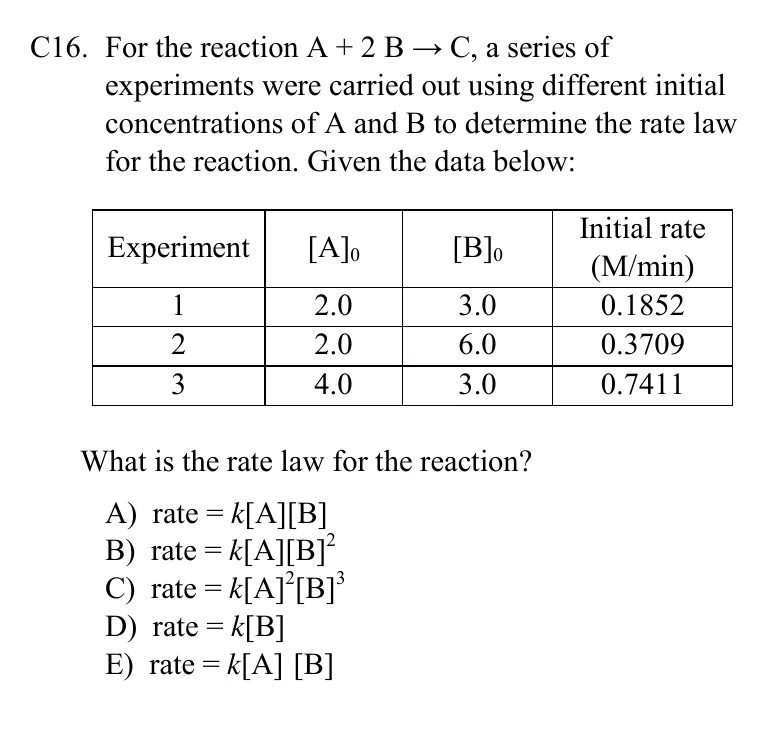 C16. For the reaction A + 2 B → C, a series of
experiments were carried out using different initial
concentrations of A and B to determine the rate law
for the reaction. Given the data below:
Experiment [A]₀ [B]₀ Initial rate (M/min)
1 2.0 3.0 0.1852
2 2.0 6.0 0.3709
3 4.0 3.0 0.7411
What is the rate law for the reaction?
A) rate = k[A][B]
B) rate = k[A][B]²
C) rate = k[A]²[B]³
D) rate = k[B]
E) rate = k[A] [B]